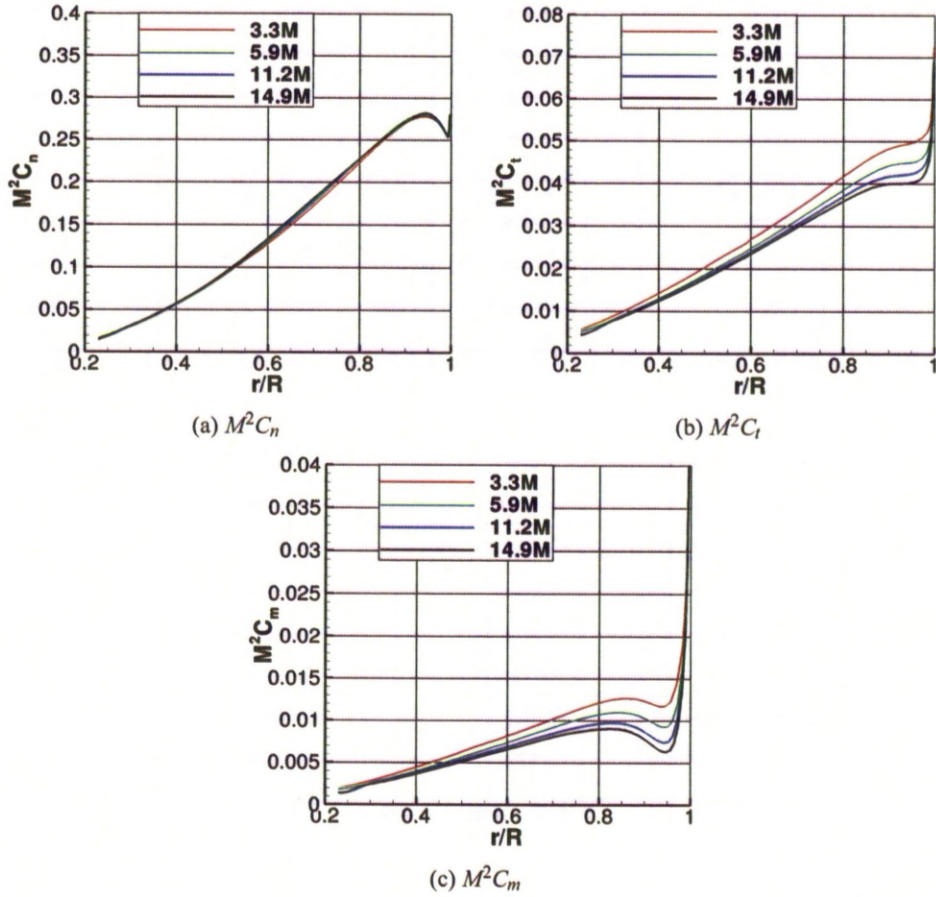 0.4
0.35
0.3
0.25
0.2
0.15
0.1
0.05
0
M²Cₙ
3.3M
5.9M
11.2M
14.9M
0.2 0.4 0.6 0.8 1
r/R
(a) M²Cₙ
0.08
0.07
0.06
0.05
0.04
0.03
0.02
0.01
0
M²Cₜ
3.3M
5.9M
11.2M
14.9M
0.2 0.4 0.6 0.8 1
r/R
(b) M²Cₜ
0.04
0.035
0.03
0.025
0.02
0.015
0.01
0.005
0
M²Cₘ
3.3M
5.9M
11.2M
14.9M
0.2 0.4 0.6 0.8 1
r/R
(c) M²Cₘ